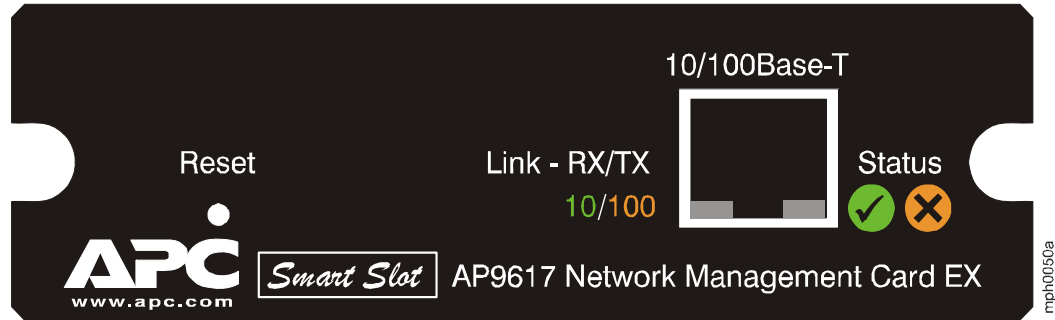 10/100Base-T
Reset
Link - RX/TX
Status
10/100
APC
www.apc.com
Smart Slot
AP9617 Network Management Card EX
mph0050a